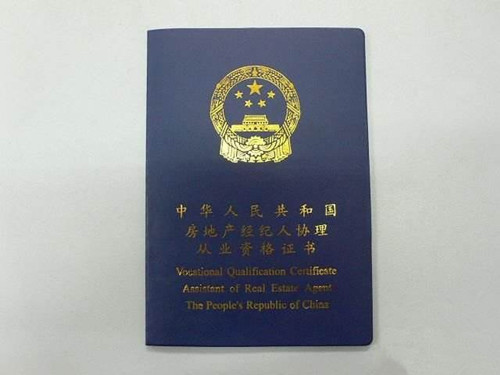 中华人民共和国
房地产经纪人协理
从业资格证书
Vocational Qualification Certificate
Assistant of Real Estate Agent
The People's Republic of China